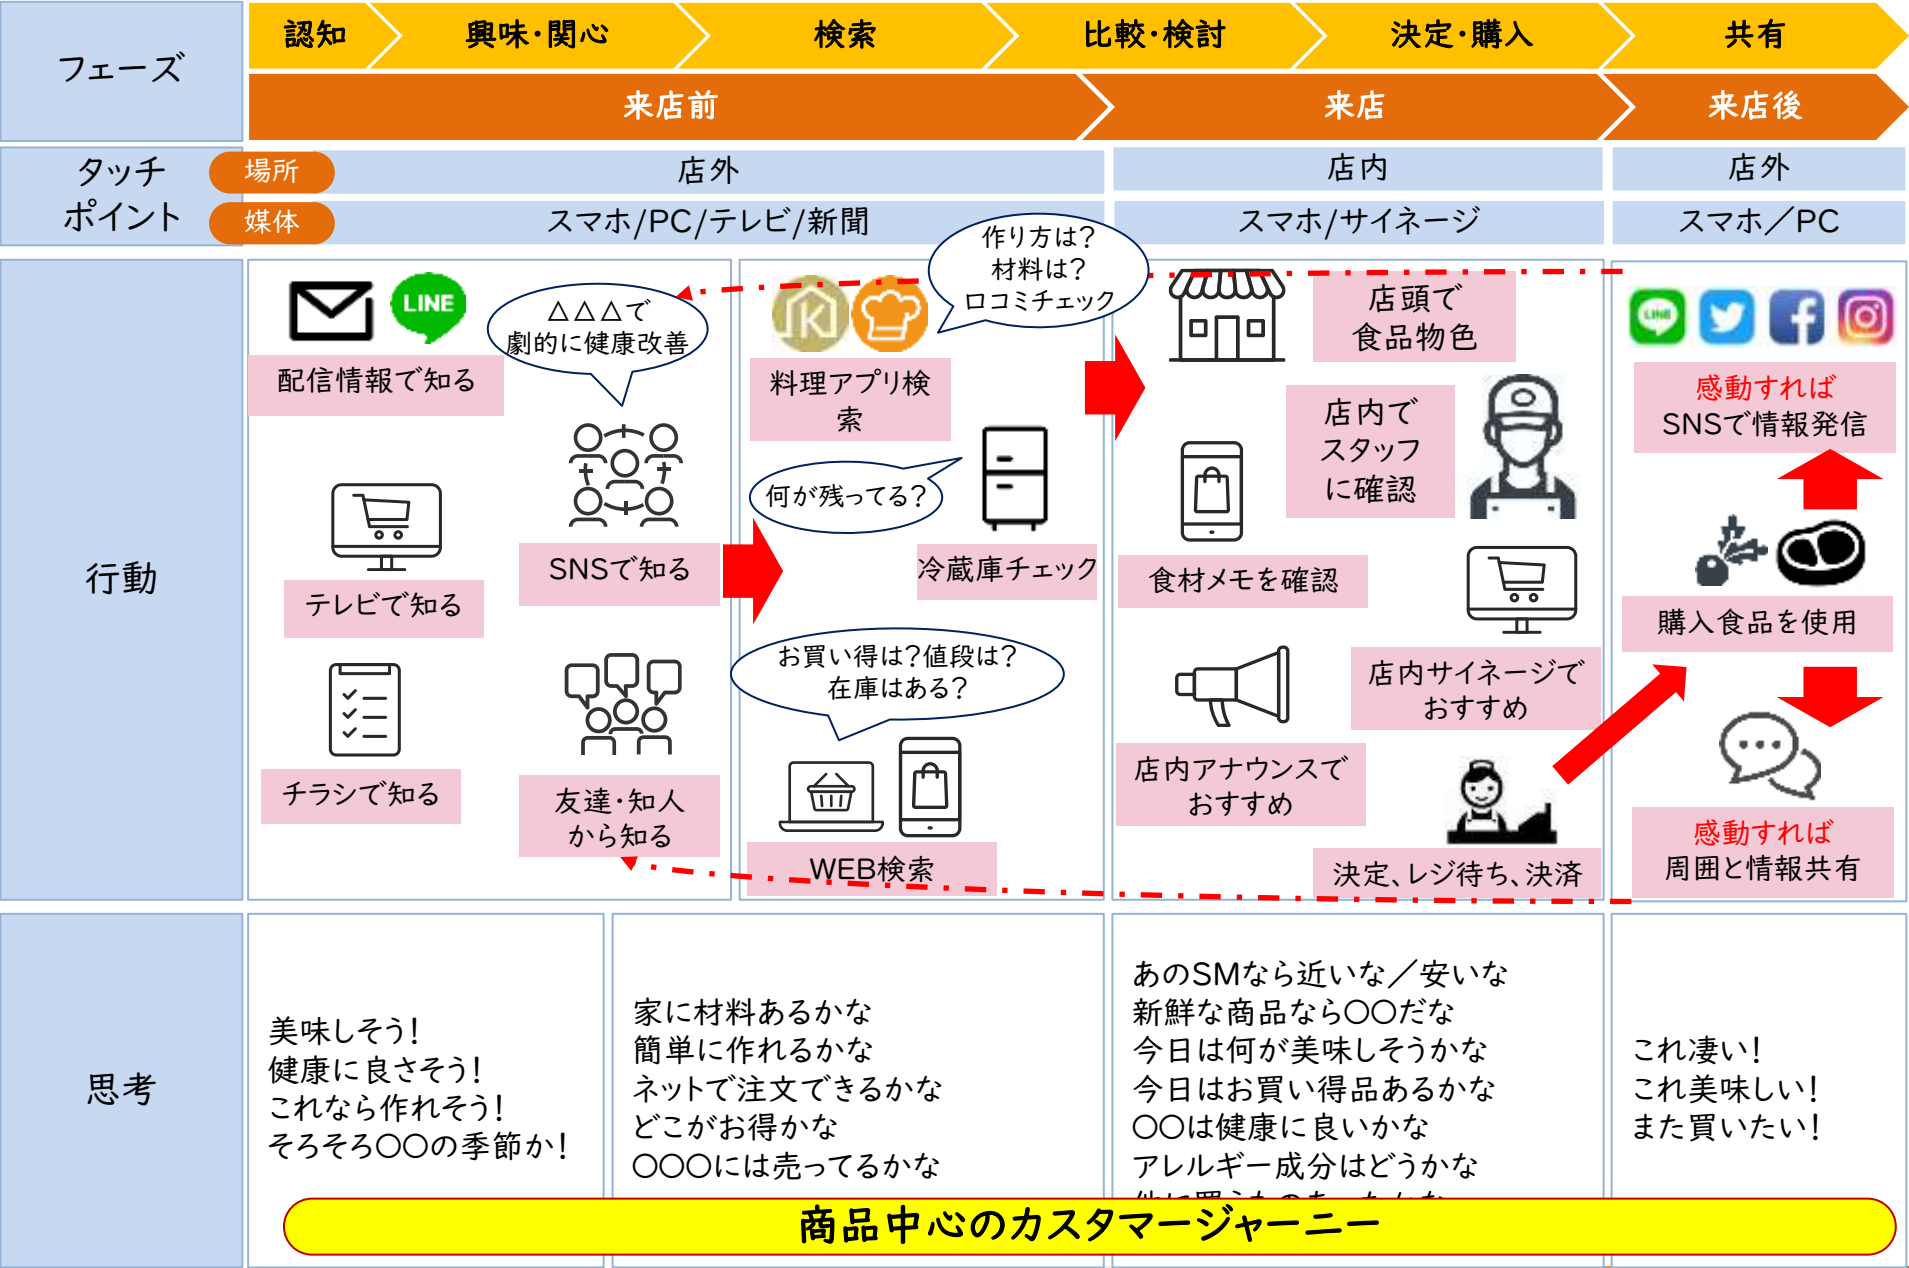 フェーズ
認知
興味・関心
検索
比較・検討
決定・購入
共有
来店前
来店
来店後
タッチ
ポイント
場所
店外
店内
店外
媒体
スマホ/PC/テレビ/新聞
スマホ/サイネージ
スマホ／PC
行動
LINE
配信情報で知る
△△△で
劇的に健康改善
テレビで知る
SNSで知る
チラシで知る
友達・知人
から知る
作り方は？
材料は？
口コミチェック
料理アプリ検
索
何が残ってる？
冷蔵庫チェック
お買い得は？値段は？
在庫はある？
WEB検索
店頭で
食品物色
店内で
スタッフ
に確認
食材メモを確認
店内サイネージで
おすすめ
店内アナウンスで
おすすめ
決定、レジ待ち、決済
LINE
感動すれば
SNSで情報発信
購入食品を使用
感動すれば
周囲と情報共有
思考
美味しそう！
健康に良さそう！
これなら作れそう！
そろそろ〇〇の季節か！
家に材料あるかな
簡単に作れるかな
ネットで注文できるかな
どこがお得かな
〇〇〇には売ってるかな
あのSMなら近いな／安いな
新鮮な商品なら〇〇だな
今日は何が美味しそうかな
今日はお買い得品あるかな
〇〇は健康に良いかな
アレルギー成分はどうかな
これ凄い！
これ美味しい！
また買いたい！
商品中心のカスタマージャーニー